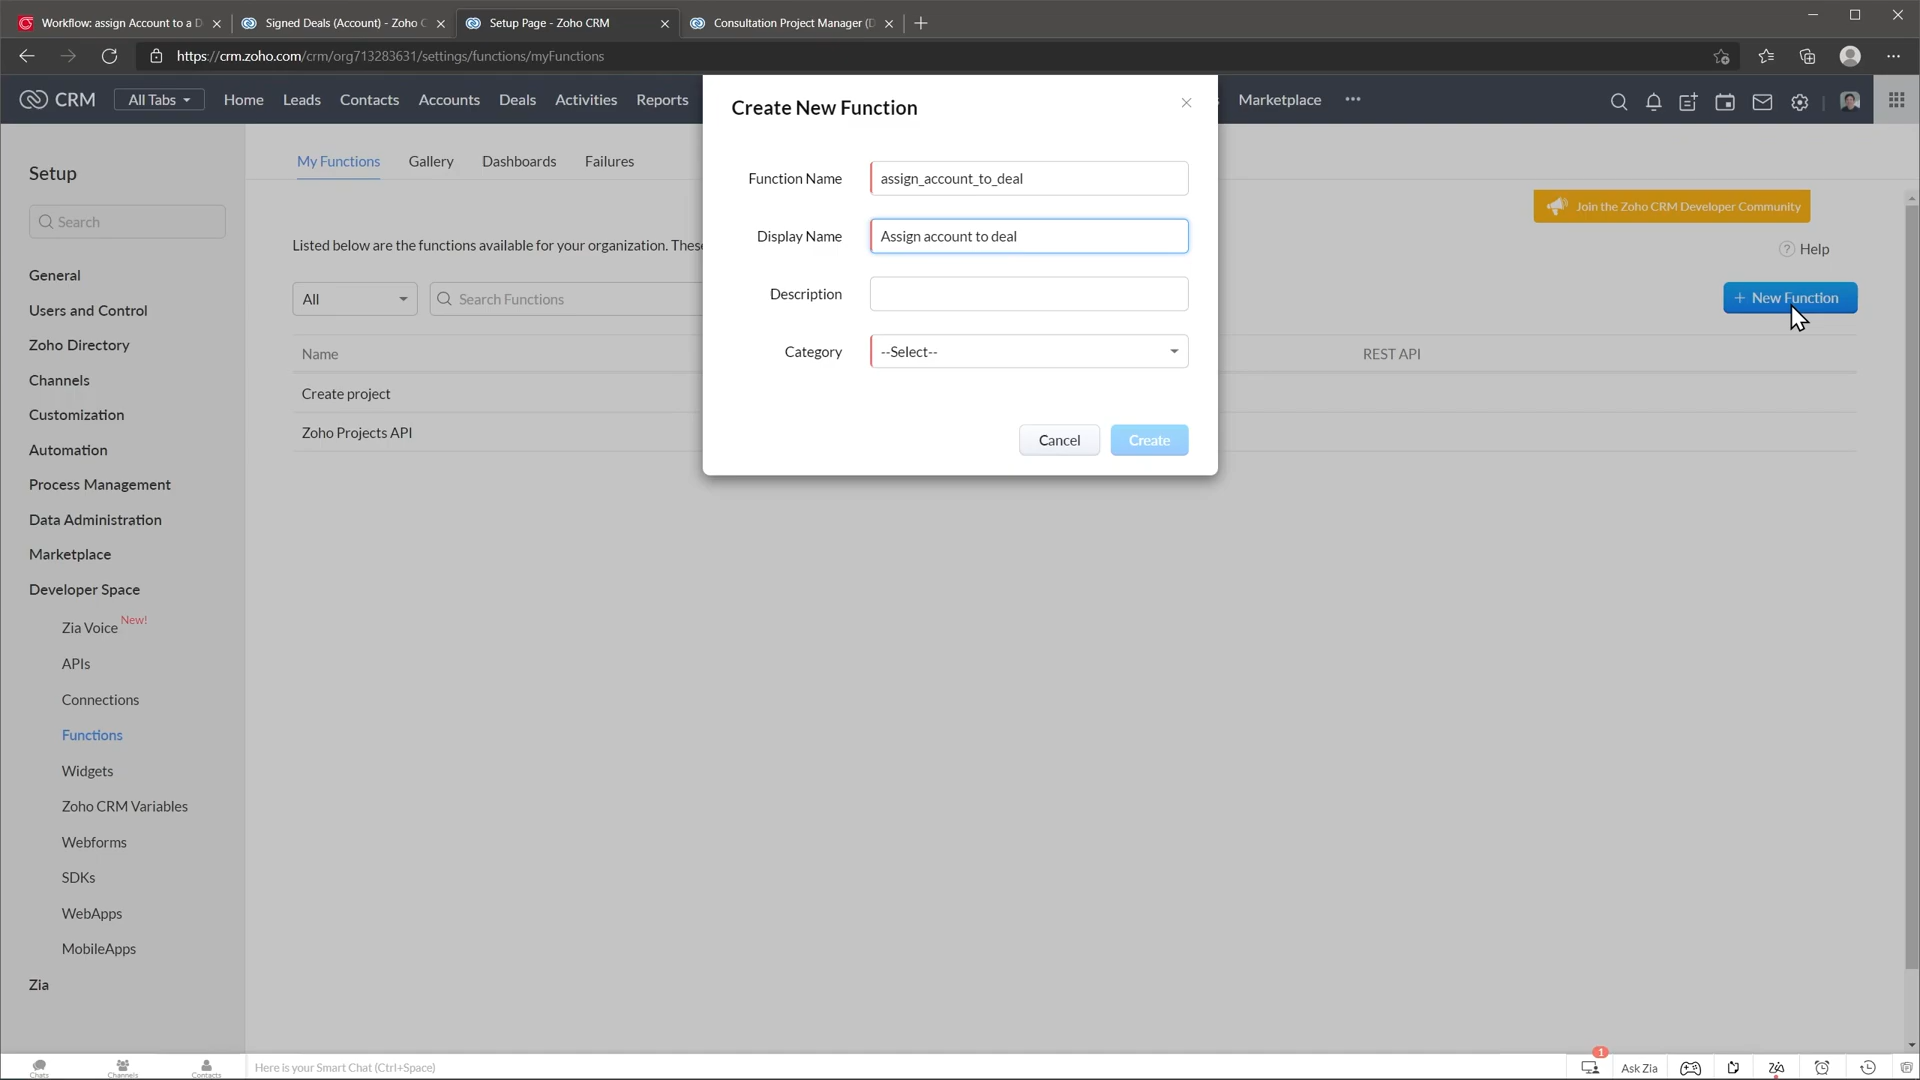 Workflow: assign Account to a D
Signed Deals (Account) - Zoho C
Setup Page - Zoho CRM
Consultation Project Manager (D
https://crm.zoho.com/crm/org713283631/settings/functions/myFunctions
CRM
All Tabs
Home
Leads
Contacts
Accounts
Deals
Activities
Reports
Marketplace
Create New Function
Setup
My Functions
Gallery
Dashboards
Failures
Function Name
assign_account_to_deal
Join the Zoho CRM Developer Community
Search
Display Name
Assign account to deal
Listed below are the functions available for your organization. These
Help
General
Description
All
Search Functions
+ New Function
Users and Control
Zoho Directory
Category
--Select--
Name
REST API
Channels
Create project
Customization
Zoho Projects API
Cancel
Create
Automation
Process Management
Data Administration
Marketplace
Developer Space
Zia Voice New!
APIs
Connections
Functions
Widgets
Zoho CRM Variables
Webforms
SDKs
WebApps
MobileApps
Zia
1
Chats
Channels
Contacts
Here is your Smart Chat (Ctrl+Space)
Ask Zia